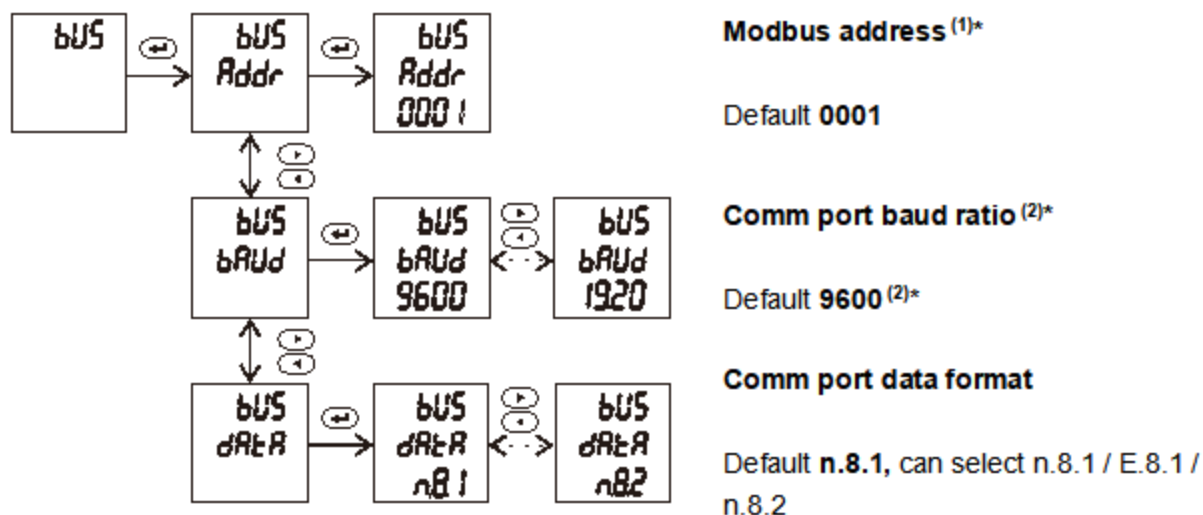 bUS
bUS
Addr
bUS
Addr
0001
Modbus address (1)*
Default 0001
bUS
bAUd
bUS
bAUd
9600
bUS
bAUd
19.20
Comm port baud ratio (2)*
Default 9600 (2)*
bUS
dAtA
bUS
dAtA
n.8.1
bUS
dAtA
n.8.2
Comm port data format
Default n.8.1, can select n.8.1 / E.8.1 /
n.8.2